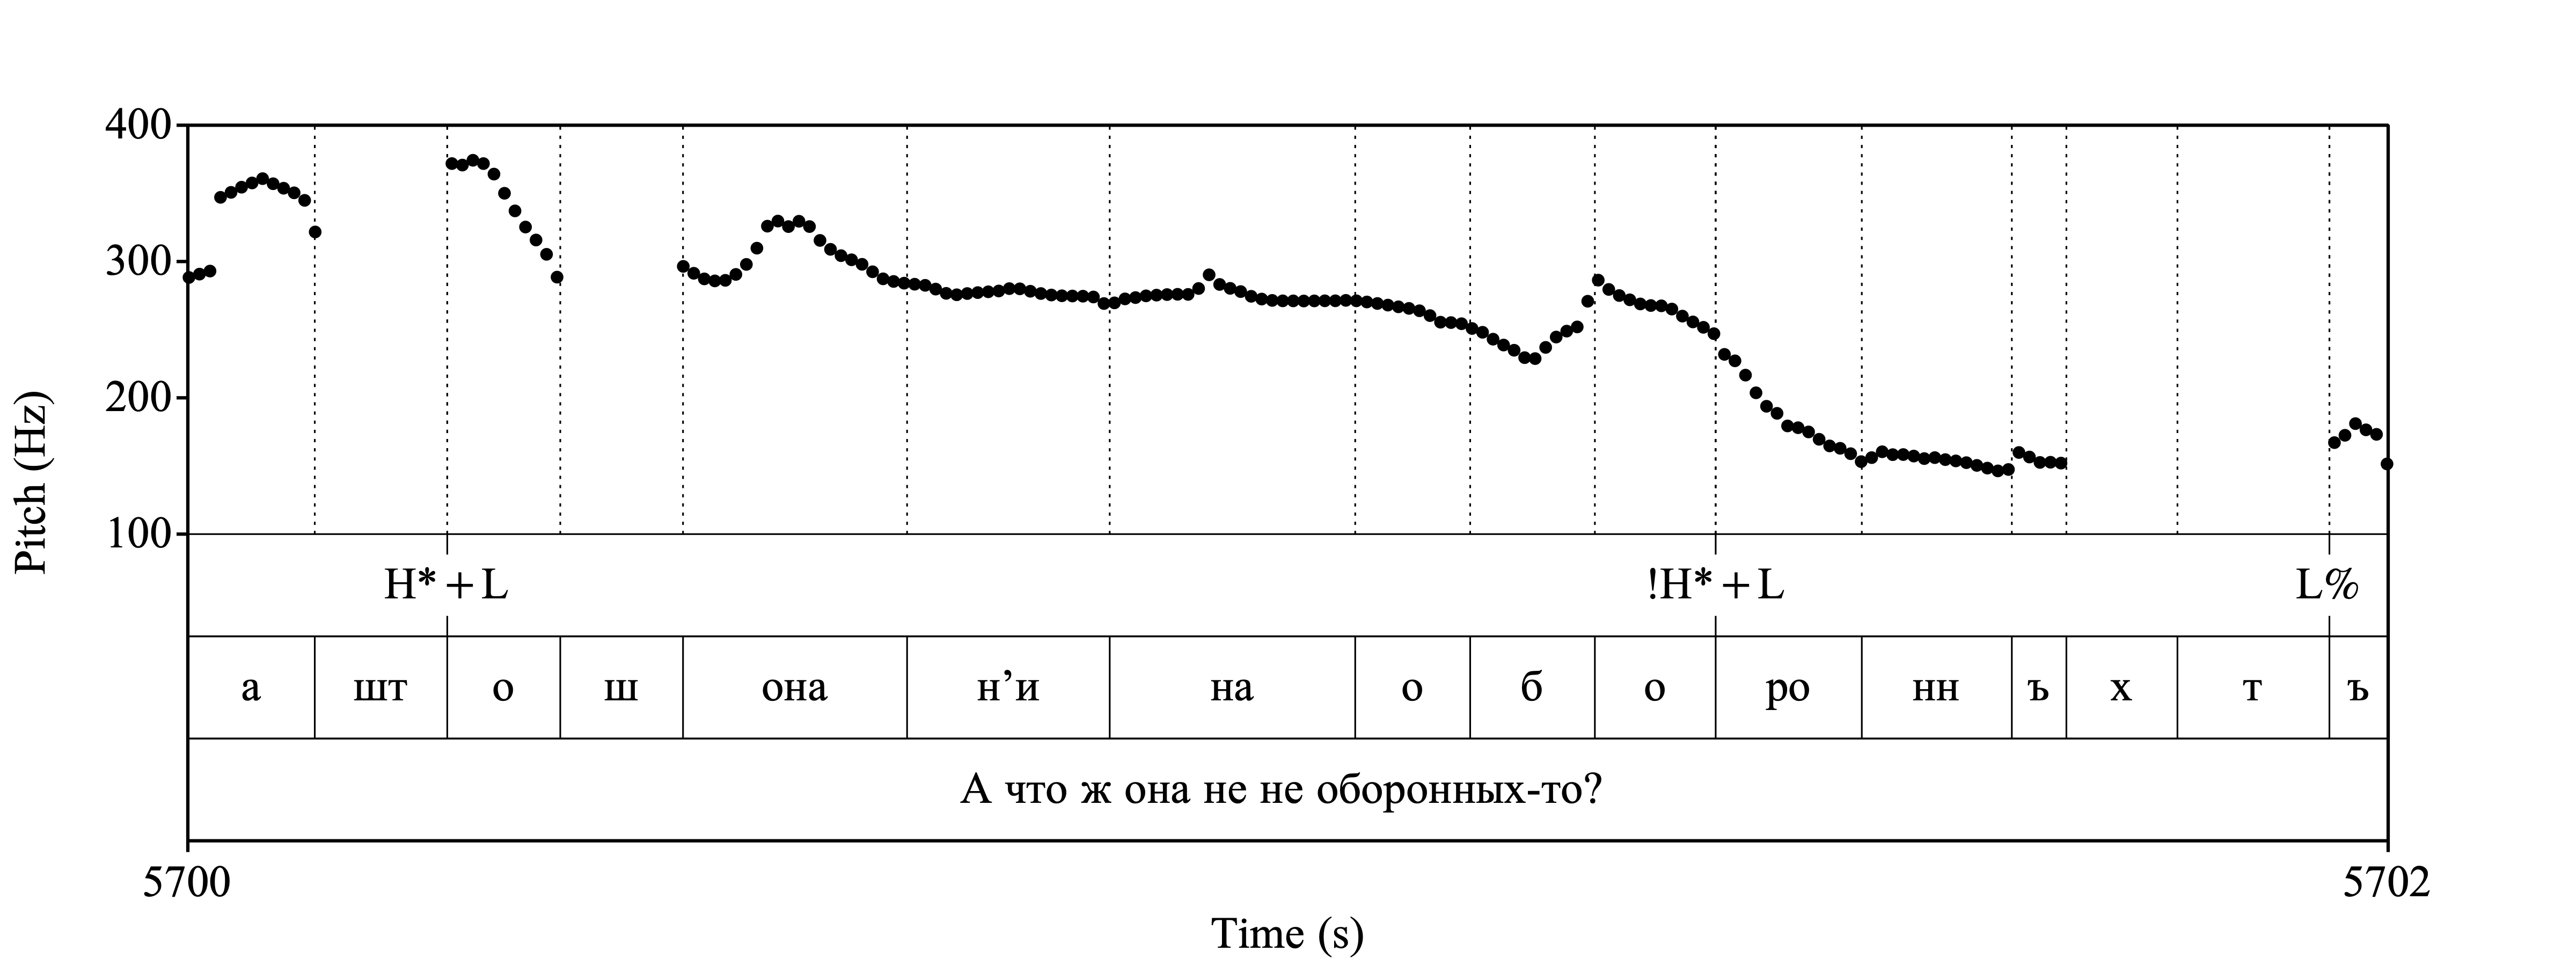 400
300
200
100
Pitch (Hz)
H*+L !H*+L L%
а шт о ш она н’и на о б о ро нн ъ х т ъ
А что ж она не не оборонных-то?
5700 5702
Time (s)